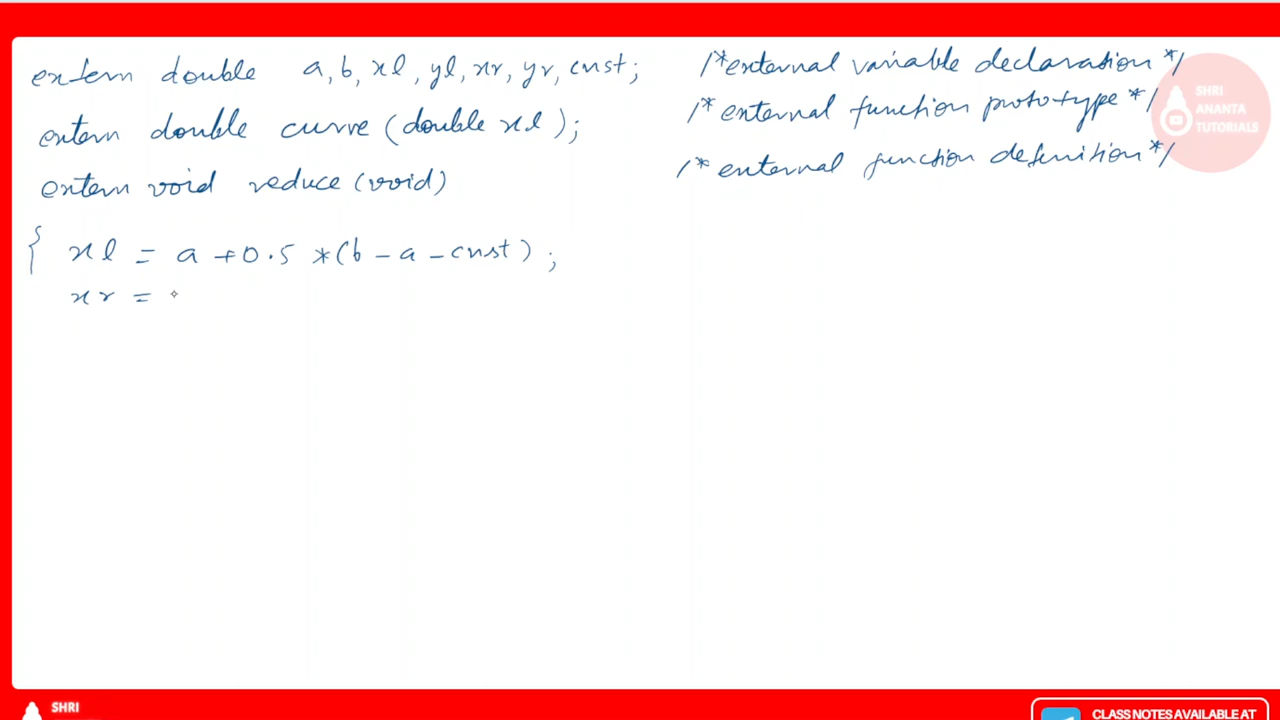 extern double a, b, xl, yl, xr, yr, cnst; /*external variable declaration*/
extern double curve (double xl); /*external function prototype*/
extern void reduce (void) /*external function definition*/
{ xl = a +0.5 *(b - a - cnst) ;
xr =
SHRI
ANANTA
TUTORIALS
SHRI
CLASS NOTES AVAILABLE AT